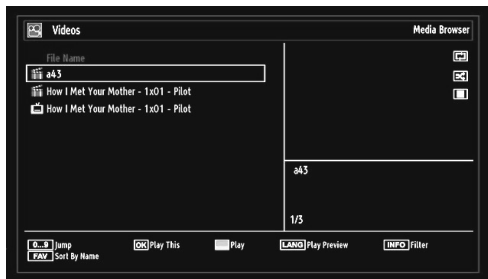 Videos
Media Browser
File Name
a43
How I Met Your Mother - 1x01 - Pilot
How I Met Your Mother - 1x01 - Pilot
a43
1/3
0...9 Jump OK Play This Play LANG Play Preview INFO Filter
FAV Sort By Name